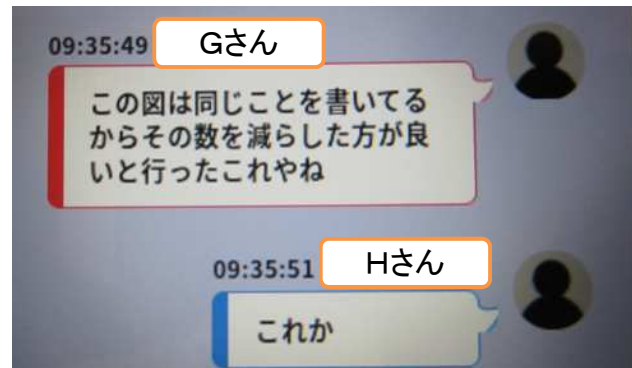 09:35:49 Gさん
この図は同じことを書いてる
からその数を減らした方が良
いと行ったこれやね
09:35:51 Hさん
これか